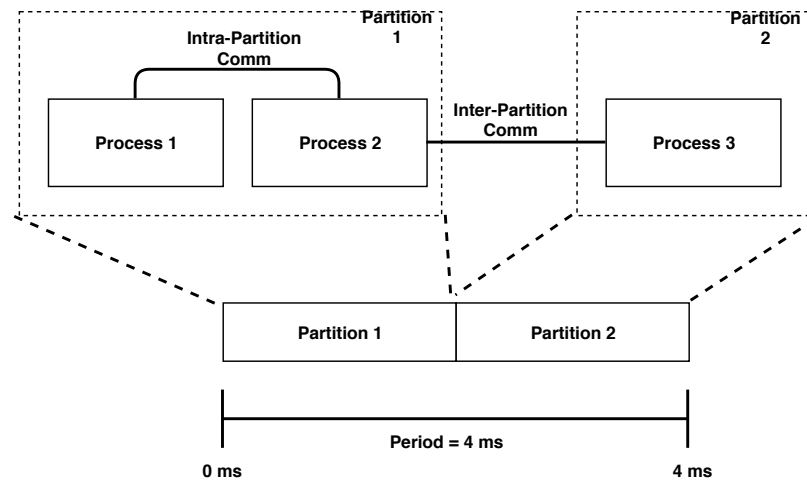 Partition
1
Partition
2
Intra-Partition
Comm
Inter-Partition
Comm
Process 1
Process 2
Process 3
Partition 1
Partition 2
Period = 4 ms
0 ms
4 ms